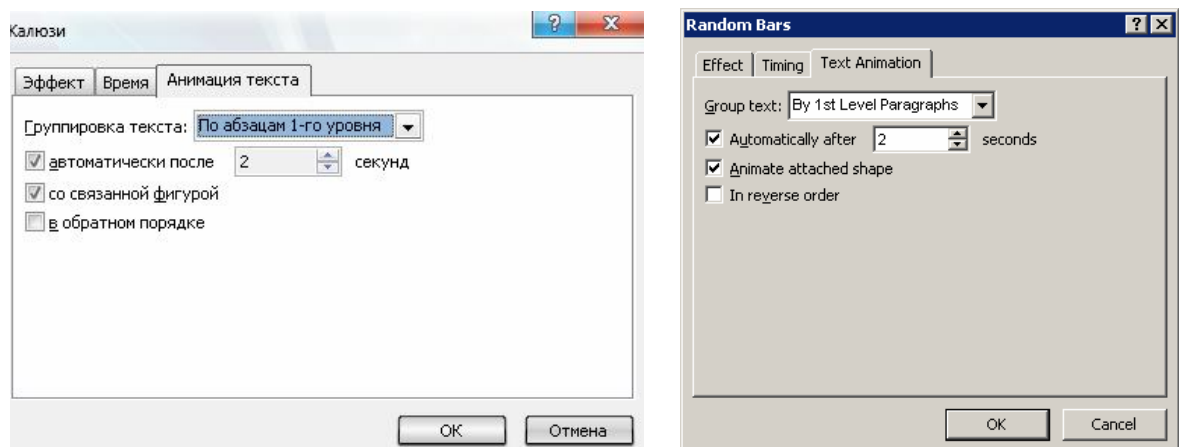 Калюзи
Эффект Время Анимация текста
Группировка текста: По абзацам 1-го уровня
автоматически после 2 секунд
со связанной фигурой
в обратном порядке
ОК Отмена
Random Bars
Effect Timing Text Animation
Group text: By 1st Level Paragraphs
Automatically after 2 seconds
Animate attached shape
In reverse order
OK Cancel